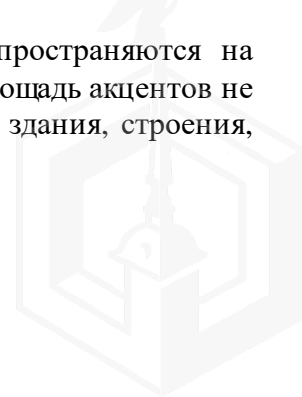 пространяются на
ощадь акцентов не
здания, строения,